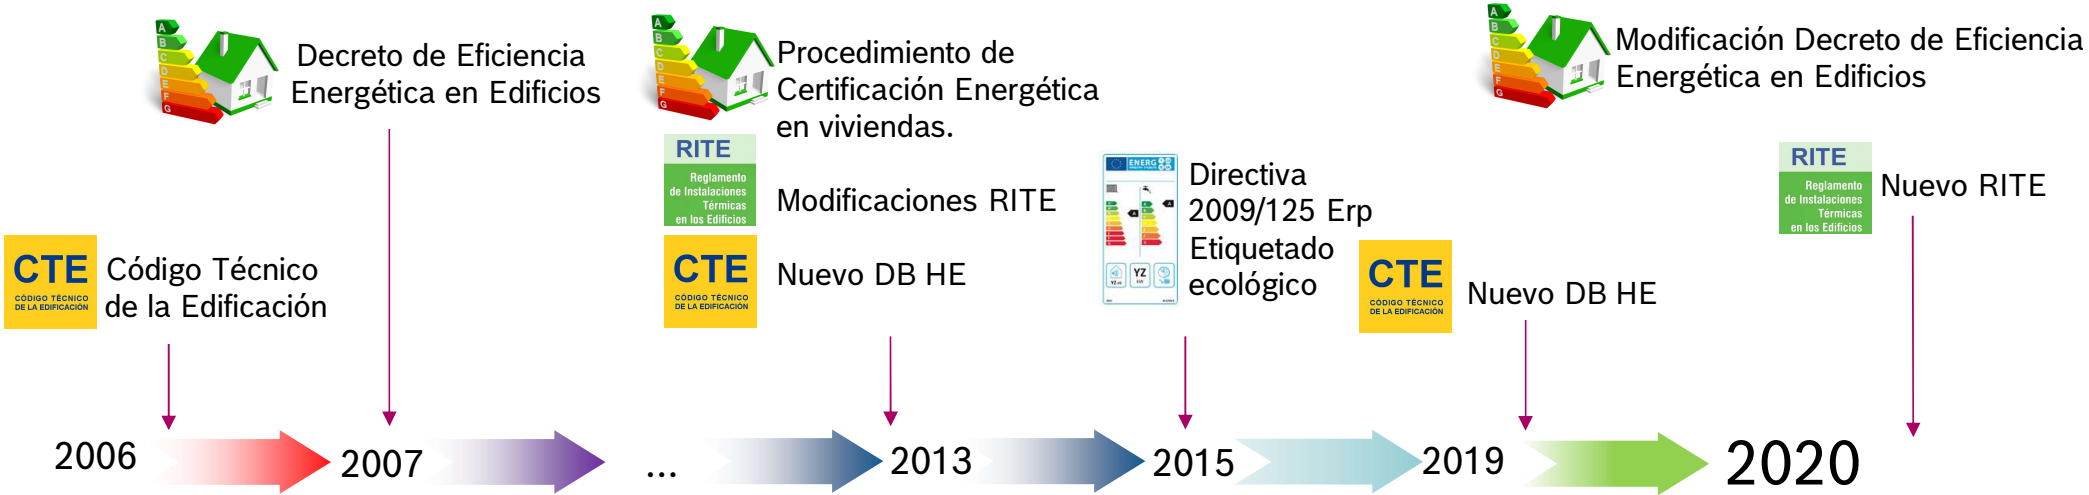 A
B
C
D
E
F
G
Decreto de Eficiencia
Energética en Edificios
A
B
C
D
E
F
G
Procedimiento de
Certificación Energética
en viviendas.
A
B
C
D
E
F
G
Modificación Decreto de Eficiencia
Energética en Edificios
RITE
Reglamento
de Instalaciones
Térmicas
en los Edificios
Modificaciones RITE
ENERG
YZ
Directiva
2009/125 Erp
Etiquetado
ecológico
RITE
Reglamento
de Instalaciones
Térmicas
en los Edificios
Nuevo RITE
CTE
CÓDIGO TÉCNICO
DE LA EDIFICACIÓN
Código Técnico
de la Edificación
CTE
CÓDIGO TÉCNICO
DE LA EDIFICACIÓN
Nuevo DB HE
CTE
CÓDIGO TÉCNICO
DE LA EDIFICACIÓN
Nuevo DB HE
2006
2007
...
2013
2015
2019
2020